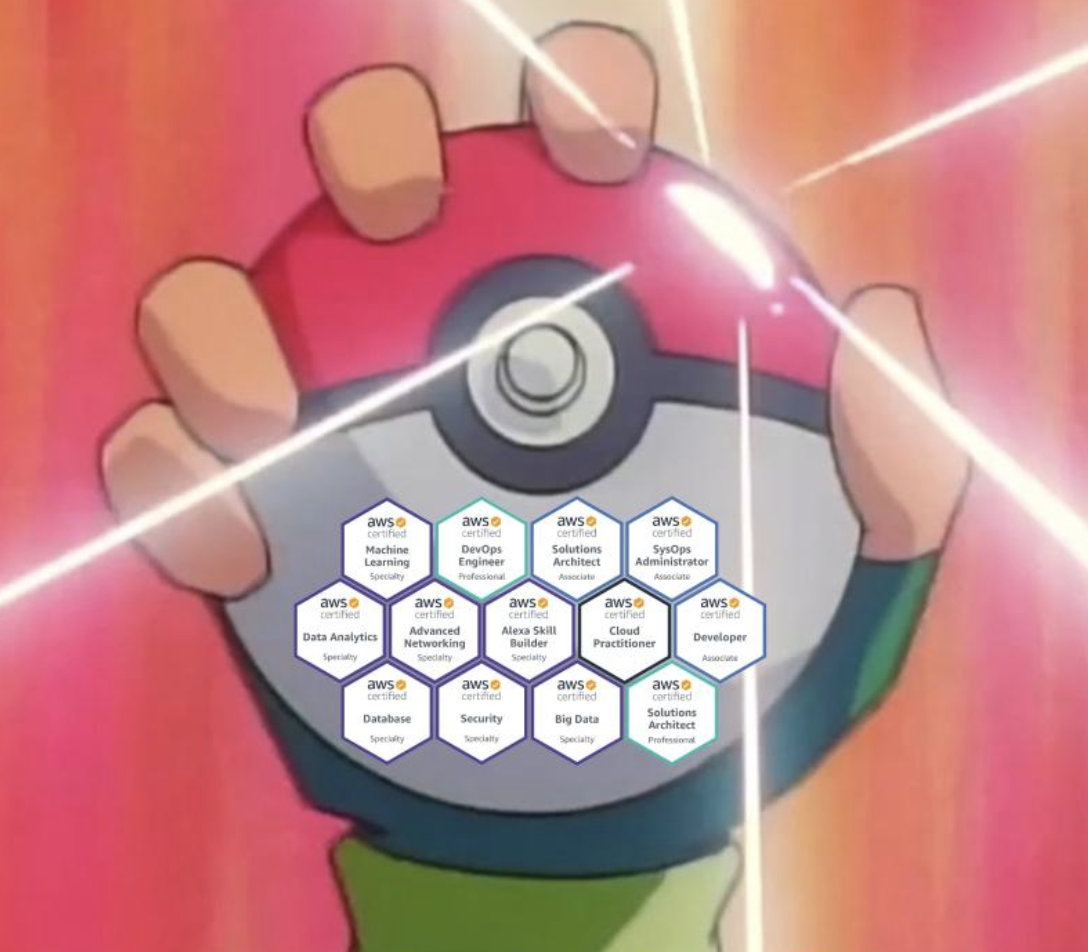 aws certified Machine Learning Specialty
aws certified DevOps Engineer Professional
aws certified Solutions Architect Associate
aws certified SysOps Administrator Associate
aws certified Data Analytics Specialty
aws certified Advanced Networking Specialty
aws certified Alexa Skill Builder Specialty
aws certified Cloud Practitioner
aws certified Developer Associate
aws certified Database Specialty
aws certified Security Specialty
aws certified Big Data Specialty
aws certified Solutions Architect Professional